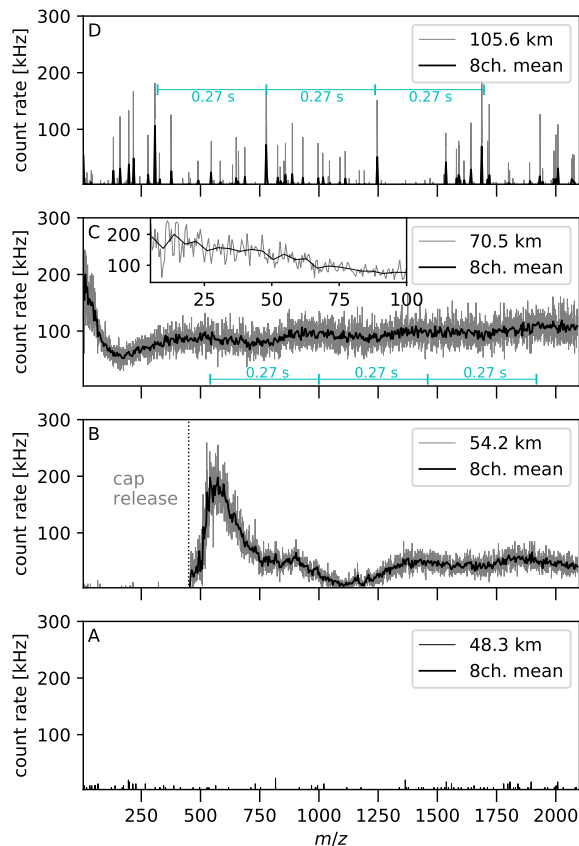 D
105.6 km
8ch. mean
count rate [kHz]
300
200
100
0.27 s
0.27 s
0.27 s
C
70.5 km
8ch. mean
count rate [kHz]
300
200
100
200
100
25
50
75
100
0.27 s
0.27 s
0.27 s
B
54.2 km
8ch. mean
cap
release
count rate [kHz]
300
200
100
A
48.3 km
8ch. mean
count rate [kHz]
300
200
100
250
500
750
1000
1250
1500
1750
2000
m/z